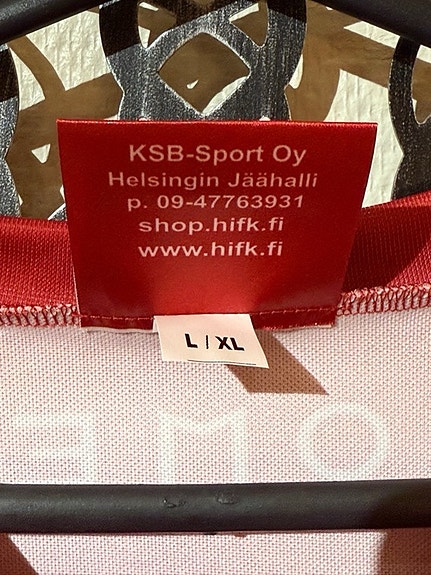 KSB-Sport Oy
Helsingin Jäähalli
p. 09-47763931
shop.hifk.fi
www.hifk.fi
L / XL